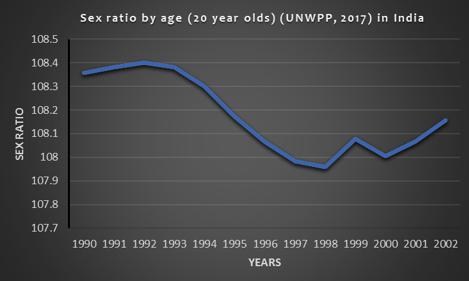 Sex ratio by age (20 year olds) (UNWPP, 2017) in India
108.5
108.4
108.3
108.2
108.1
108
107.9
107.8
107.7
SEX RATIO
1990 1991 1992 1993 1994 1995 1996 1997 1998 1999 2000 2001 2002
YEARS